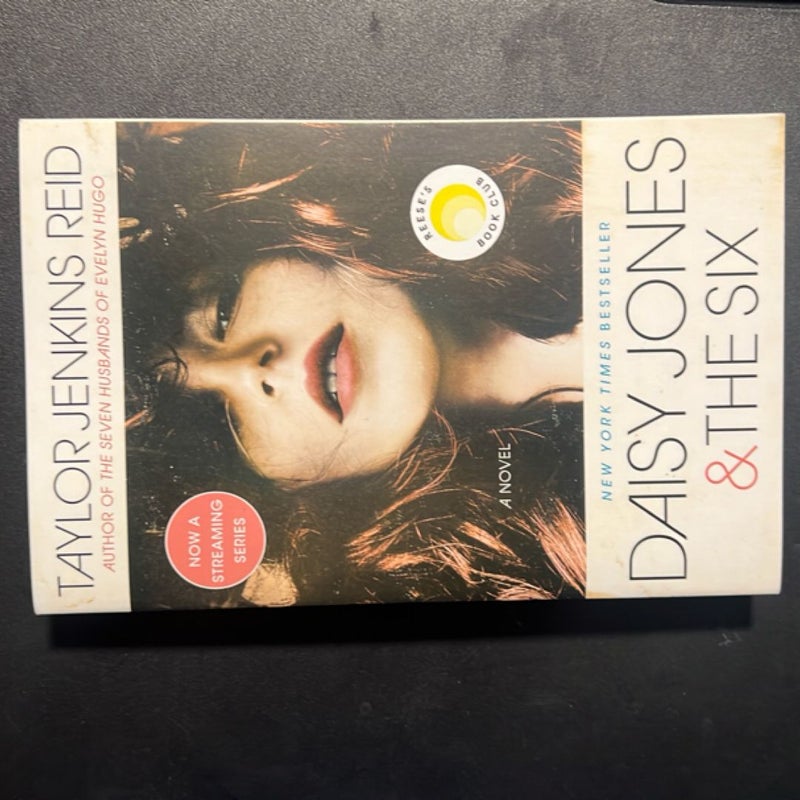 TAYLOR JENKINS REID
AUTHOR OF THE SEVEN HUSBANDS OF EVELYN HUGO
REESE'S
BOOK CLUB
NOW A
STREAMING
SERIES
A NOVEL
NEW YORK TIMES BESTSELLER
DAISY JONES
& THE SIX